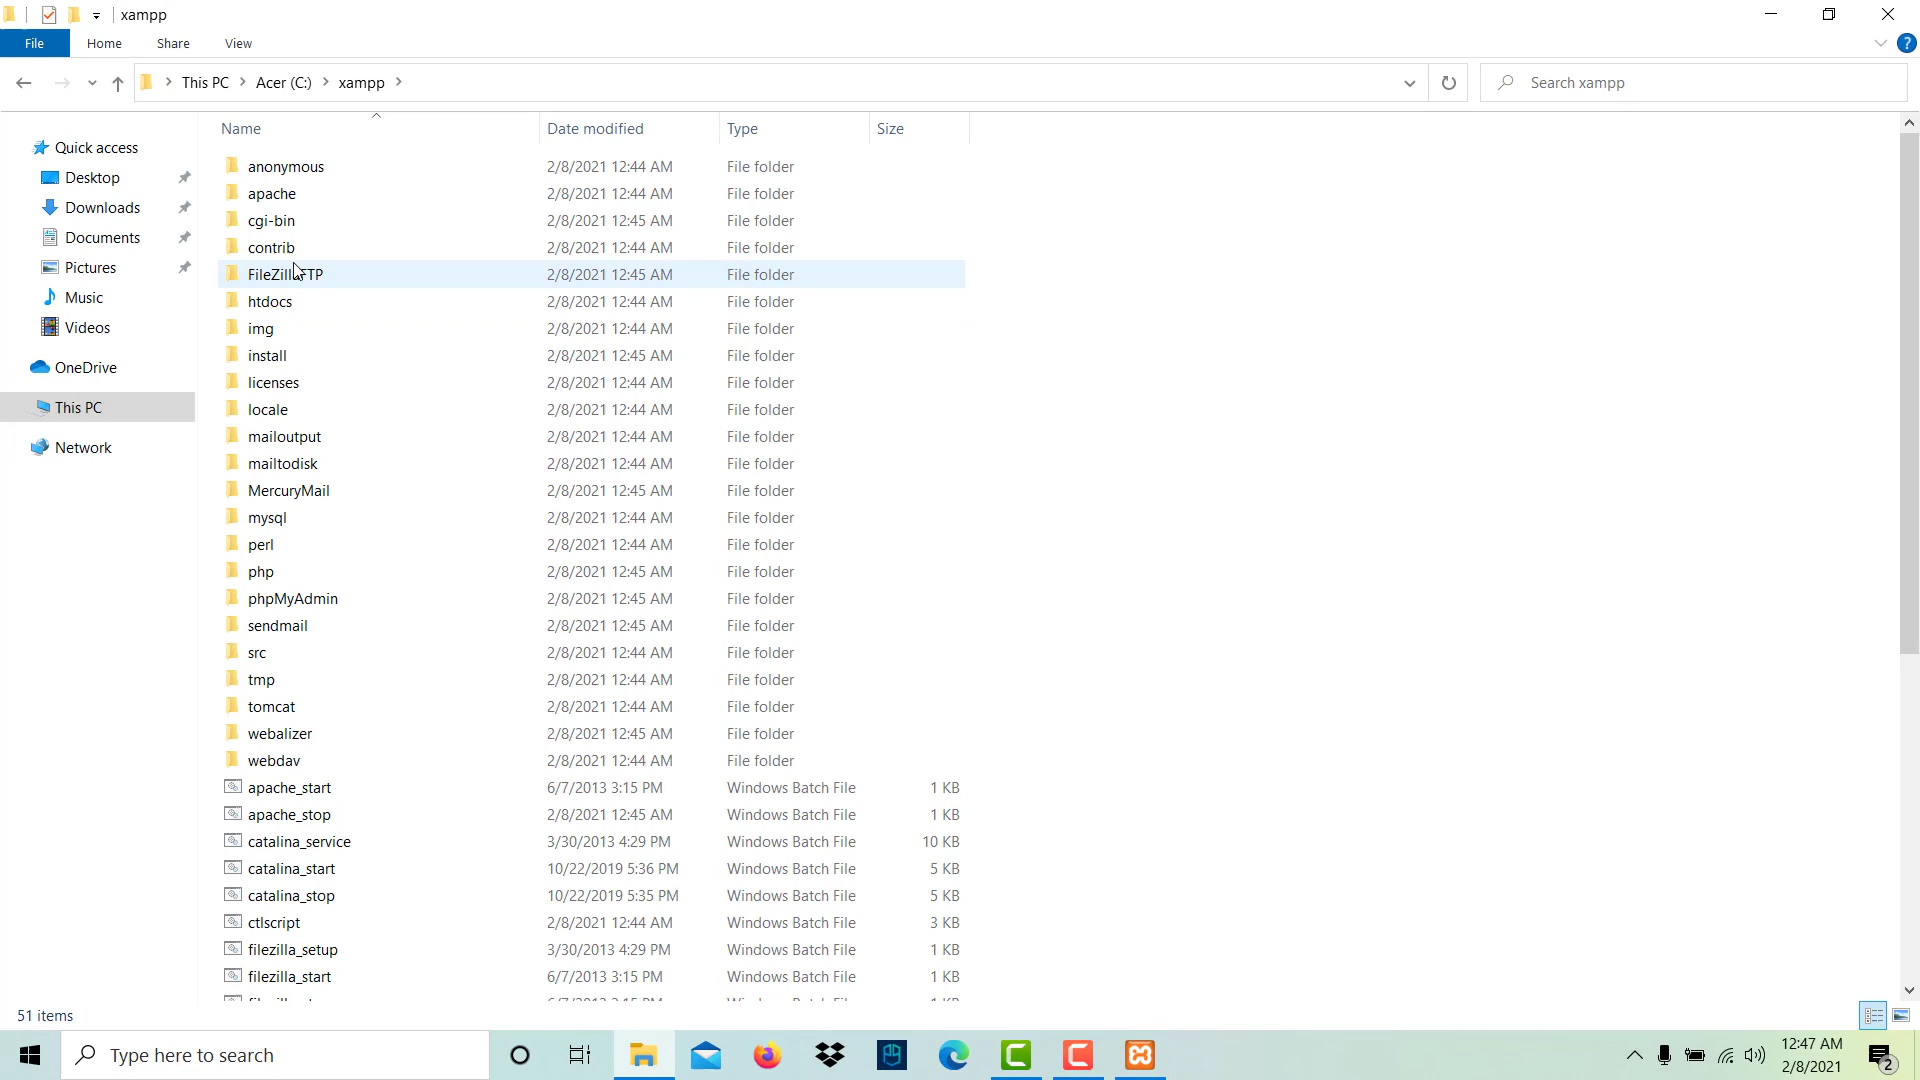 xampp
File Home Share View
This PC Acer (C:) xampp
Search xampp
Name Date modified Type Size
Quick access
Desktop
Downloads
Documents
Pictures
Music
Videos
OneDrive
This PC
Network
anonymous 2/8/2021 12:44 AM File folder
apache 2/8/2021 12:44 AM File folder
cgi-bin 2/8/2021 12:45 AM File folder
contrib 2/8/2021 12:44 AM File folder
FileZillaFTP 2/8/2021 12:45 AM File folder
htdocs 2/8/2021 12:44 AM File folder
img 2/8/2021 12:44 AM File folder
install 2/8/2021 12:45 AM File folder
licenses 2/8/2021 12:44 AM File folder
locale 2/8/2021 12:44 AM File folder
mailoutput 2/8/2021 12:44 AM File folder
mailtodisk 2/8/2021 12:44 AM File folder
MercuryMail 2/8/2021 12:45 AM File folder
mysql 2/8/2021 12:44 AM File folder
perl 2/8/2021 12:44 AM File folder
php 2/8/2021 12:45 AM File folder
phpMyAdmin 2/8/2021 12:45 AM File folder
sendmail 2/8/2021 12:45 AM File folder
src 2/8/2021 12:44 AM File folder
tmp 2/8/2021 12:44 AM File folder
tomcat 2/8/2021 12:44 AM File folder
webalizer 2/8/2021 12:45 AM File folder
webdav 2/8/2021 12:44 AM File folder
apache_start 6/7/2013 3:15 PM Windows Batch File 1 KB
apache_stop 2/8/2021 12:45 AM Windows Batch File 1 KB
catalina_service 3/30/2013 4:29 PM Windows Batch File 10 KB
catalina_start 10/22/2019 5:36 PM Windows Batch File 5 KB
catalina_stop 10/22/2019 5:35 PM Windows Batch File 5 KB
ctlscript 2/8/2021 12:44 AM Windows Batch File 3 KB
filezilla_setup 3/30/2013 4:29 PM Windows Batch File 1 KB
filezilla_start 6/7/2013 3:15 PM Windows Batch File 1 KB
51 items
Type here to search
12:47 AM
2/8/2021
2